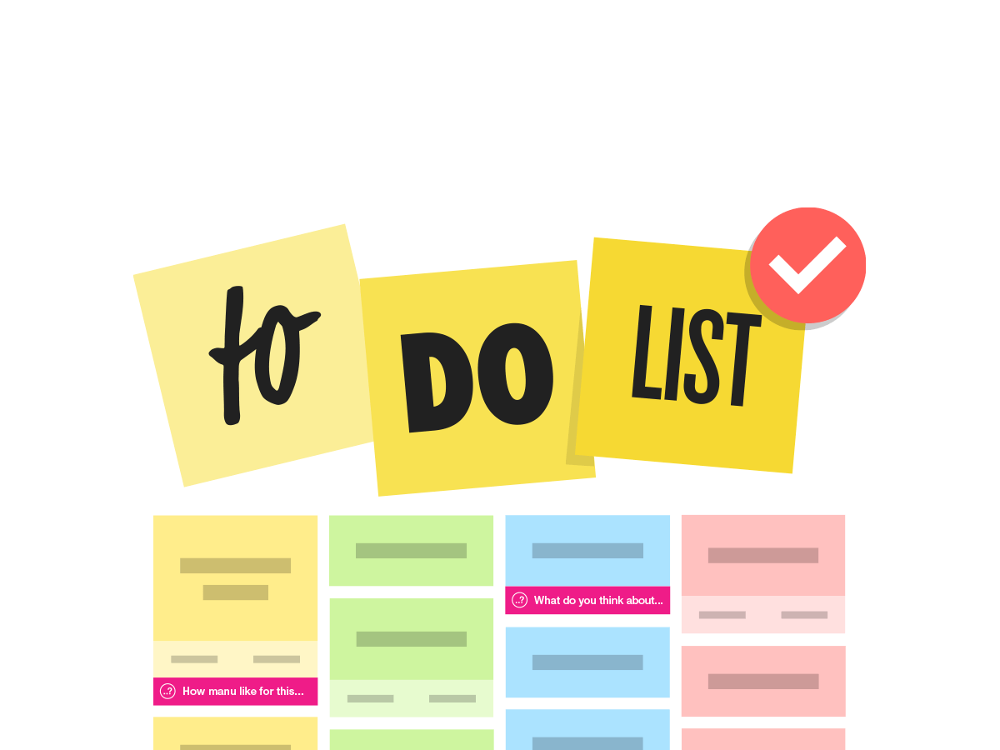 to
DO
LIST
..? What do you think about...
..? How manu like for this...